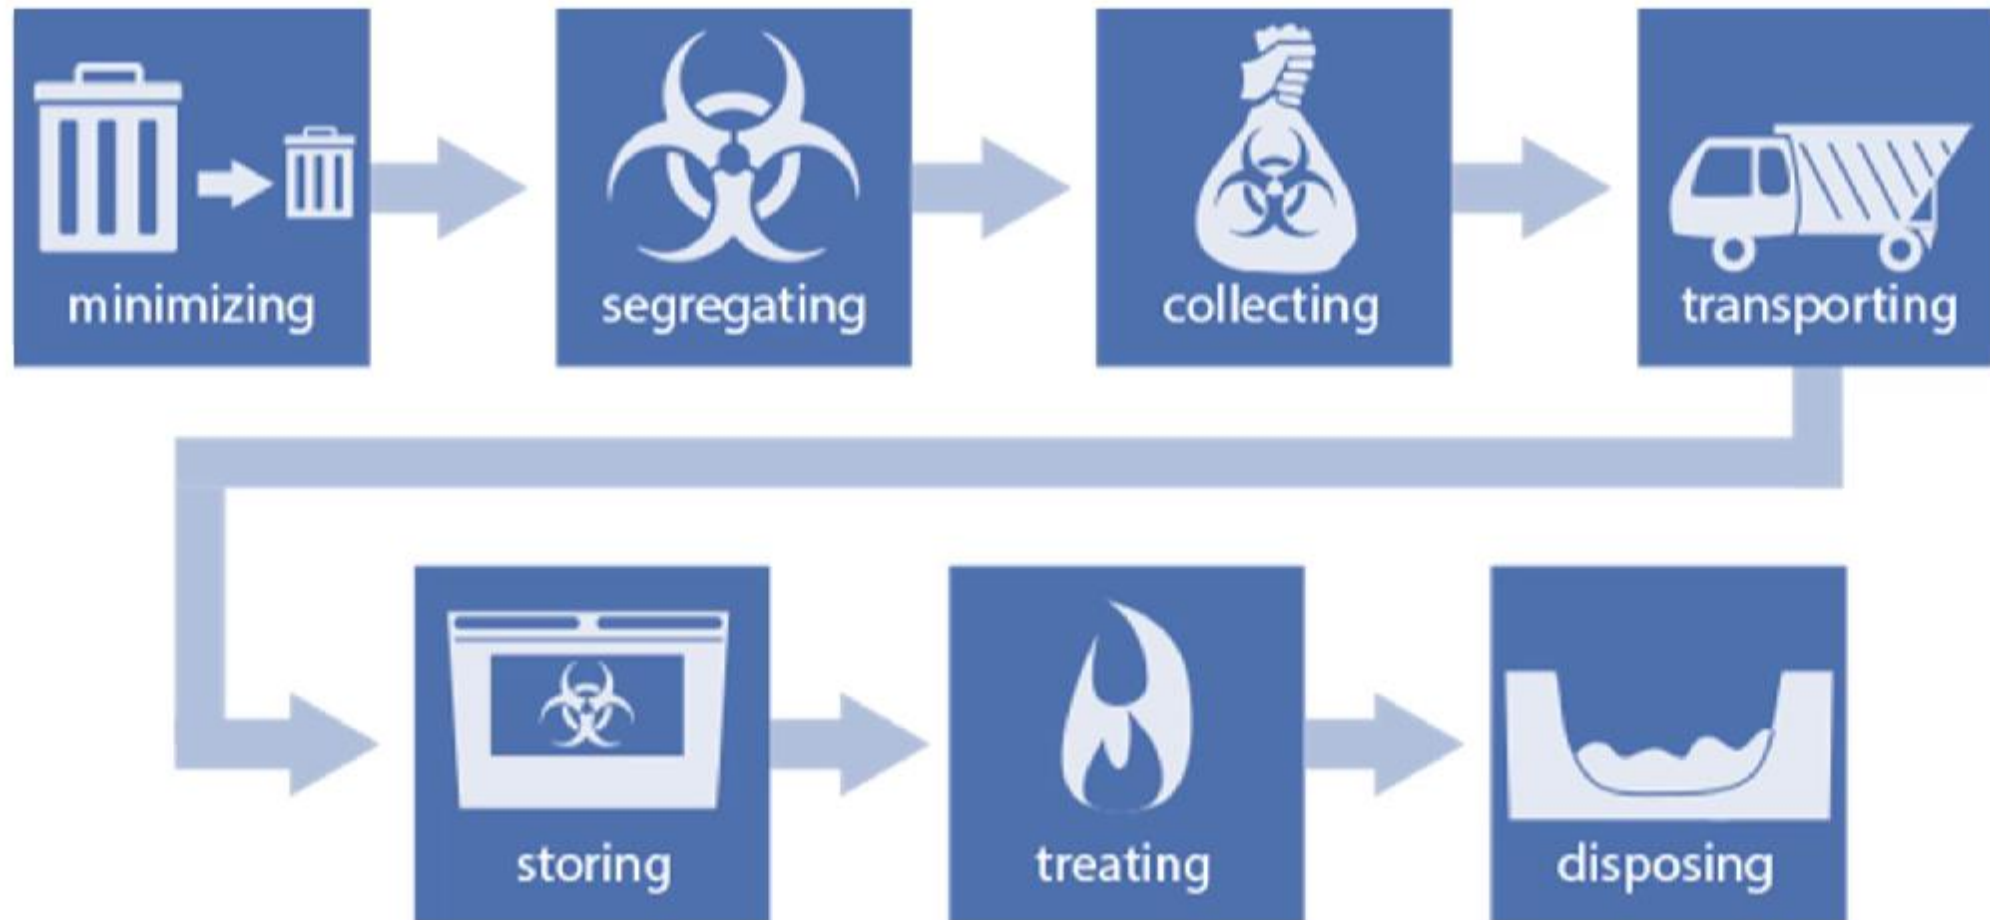 minimizing
segregating
collecting
transporting
storing
treating
disposing